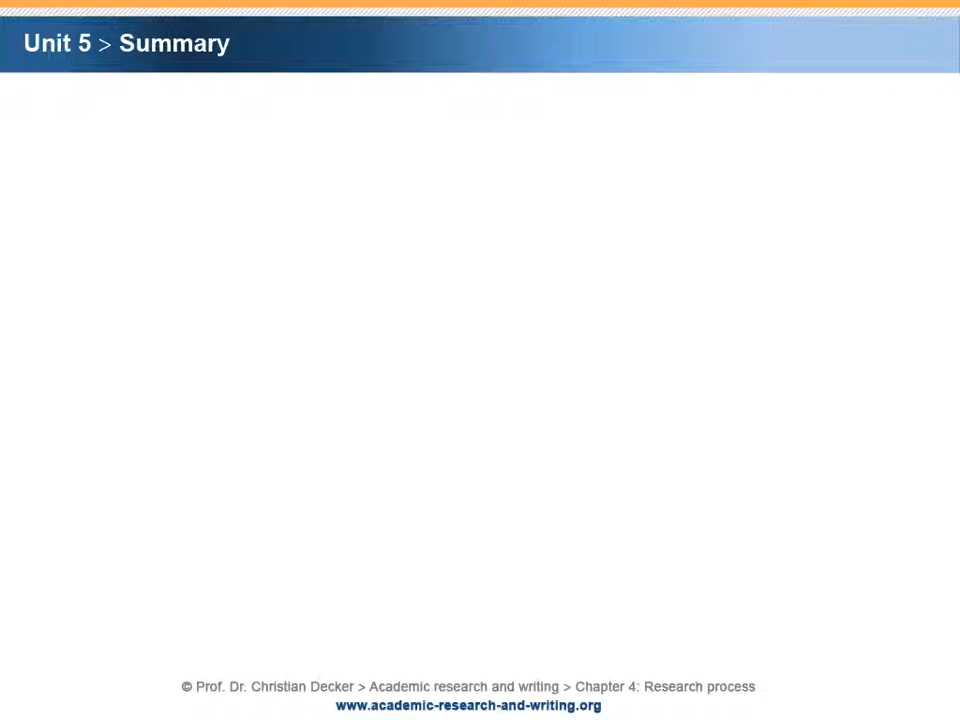 Unit 5 > Summary
© Prof. Dr. Christian Decker > Academic research and writing > Chapter 4: Research process
www.academic-research-and-writing.org